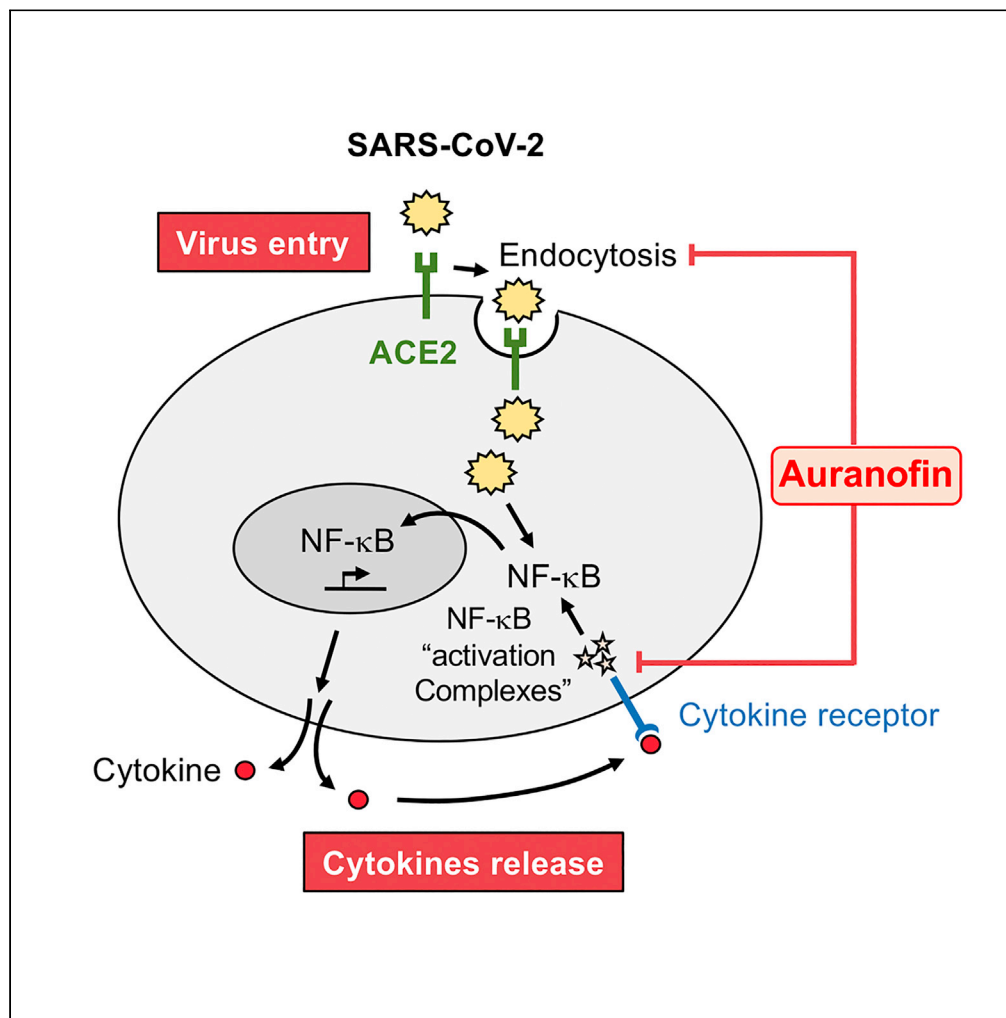 SARS-CoV-2
Virus entry
Endocytosis
ACE2
Auranofin
NF-κB
NF-κB
NF-κB
“activation
Complexes”
Cytokine receptor
Cytokine
Cytokines release